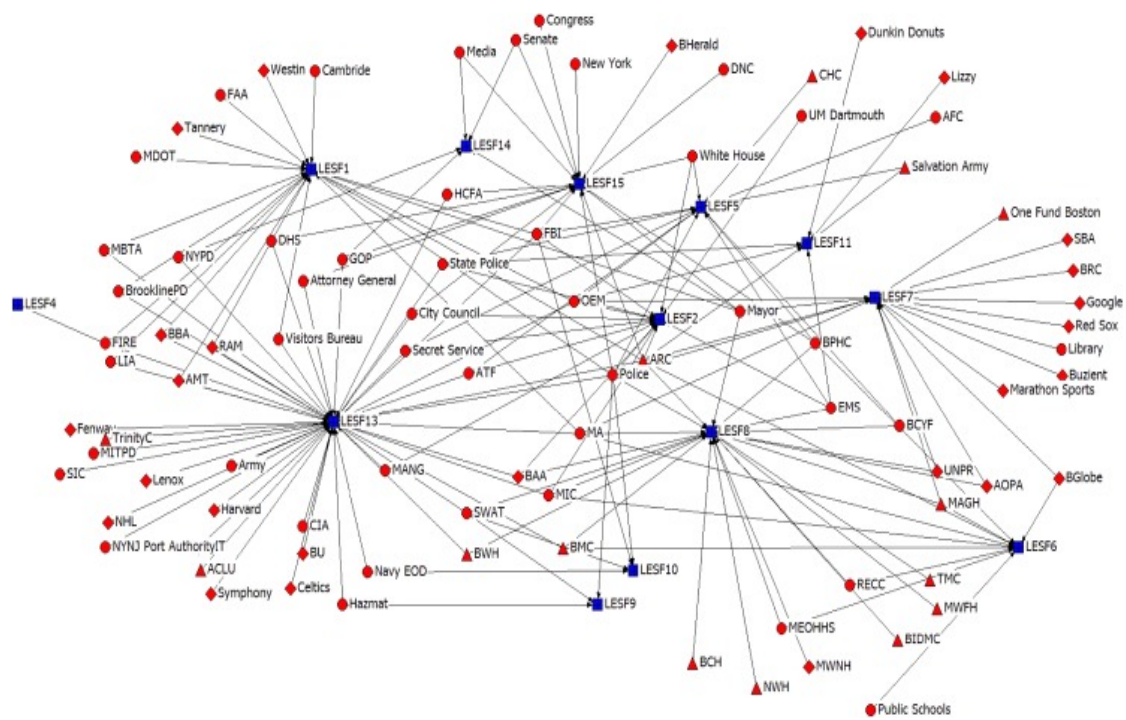 Congress
Senate
BHerald
Dunkin Donuts
Media
New York
DNC
Westin
Cambride
CHC
Lizzy
FAA
UM Dartmouth
AFC
Tannery
LESF14
MDOT
White House
LESF1
Salvation Army
LESF15
HCFA
LESF5
One Fund Boston
FBI
DHS
LESF11
SBA
MBTA
NYPD
GOP
State Police
BRC
Attorney General
BrooklinePD
LESF4
OEM
LESF7
Google
City Council
LESF2
Mayor
Red Sox
BBA
FIRE
Visitors Bureau
RAM
Secret Service
BPHC
Library
LIA
ARC
ATF
Police
Buzient
AMT
Marathon Sports
EMS
LESF13
BCYF
Fenway
TrinityC
MA
LESF8
MITPD
Army
MANG
UNPR
SIC
Lenox
BAA
AOPA
BGlobe
MIC
MAGH
Harvard
SWAT
NHL
CIA
NYNJ Port AuthorityIT
BU
BWH
BMC
LESF6
ACLU
Navy EOD
LESF10
TMC
Symphony
Celtics
RECC
Hazmat
LESF9
MWFH
MEOHHS
BIDMC
BCH
MWNH
NWH
Public Schools